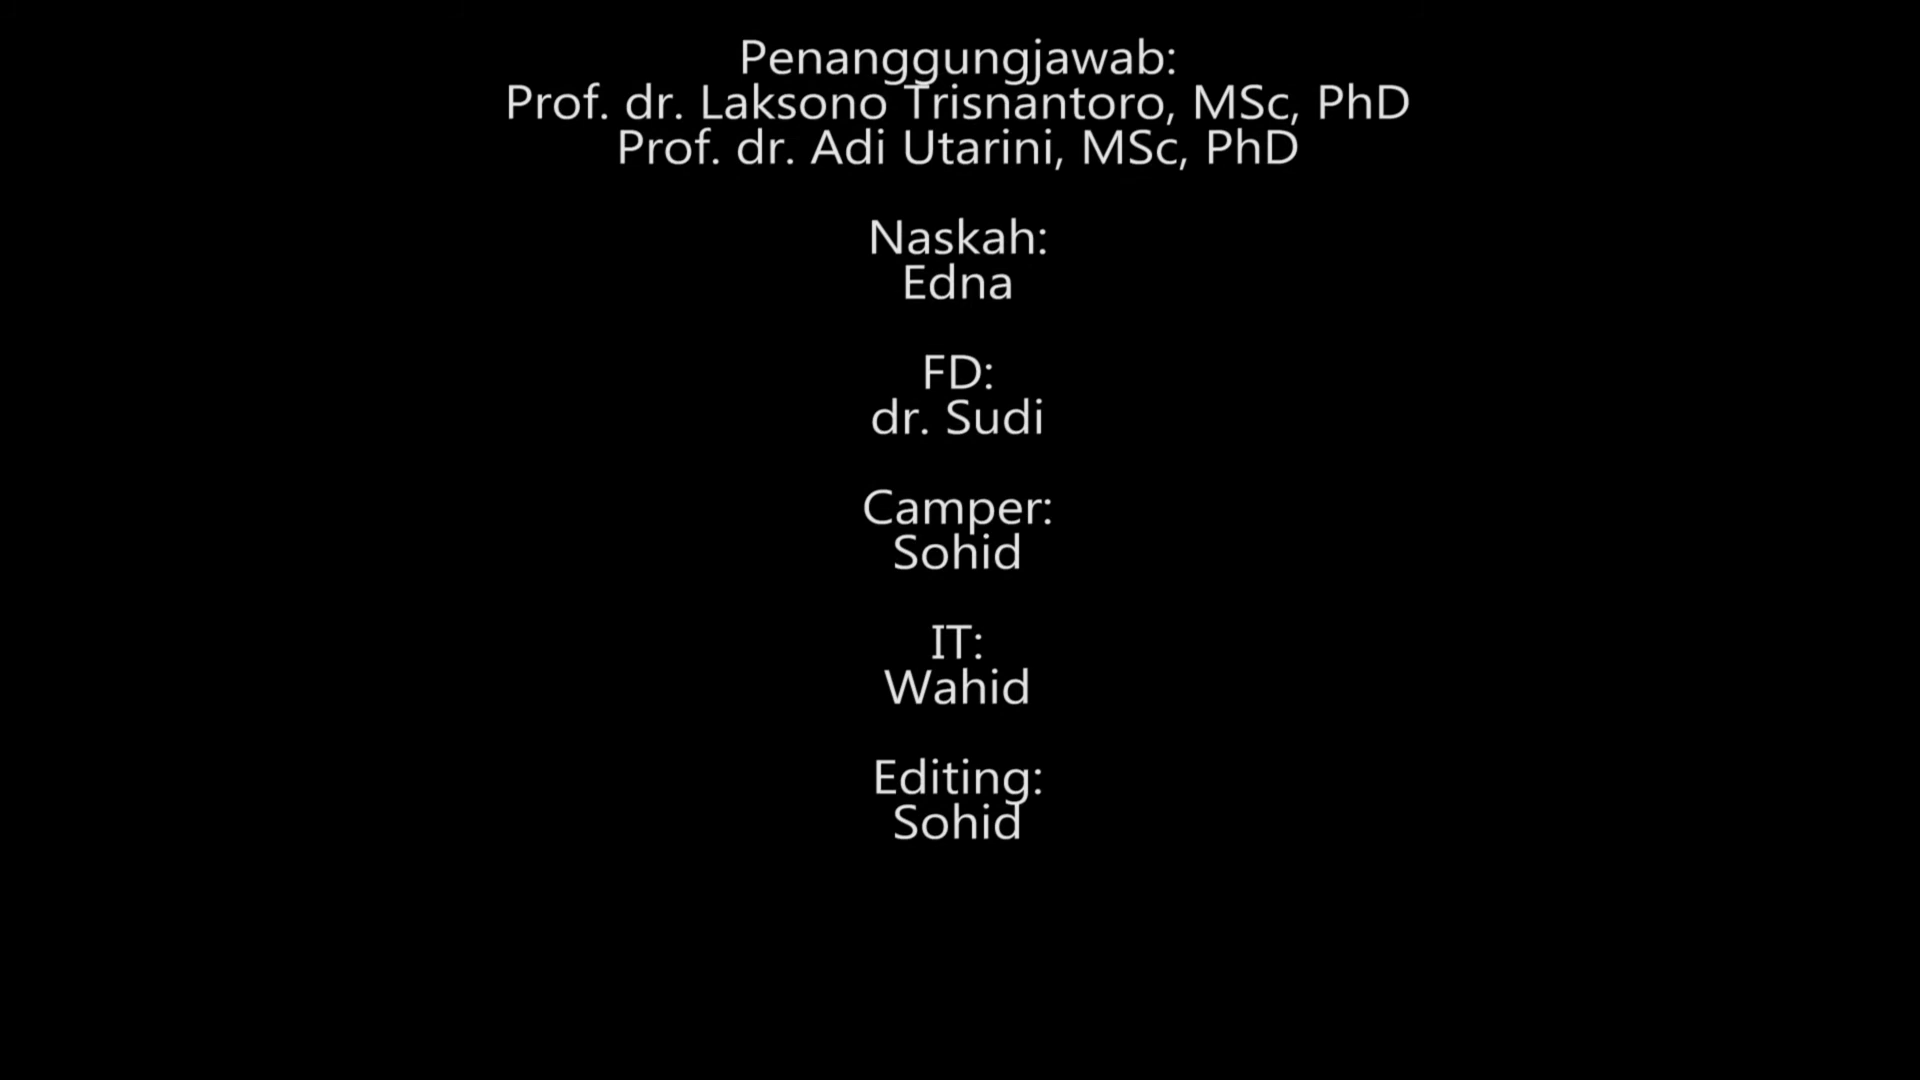 Penanggungjawab:
Prof. dr. Laksono Trisnantoro, MSc, PhD
Prof. dr. Adi Utarini, MSc, PhD
Naskah:
Edna
FD:
dr. Sudi
Camper:
Sohid
IT:
Wahid
Editing:
Sohid